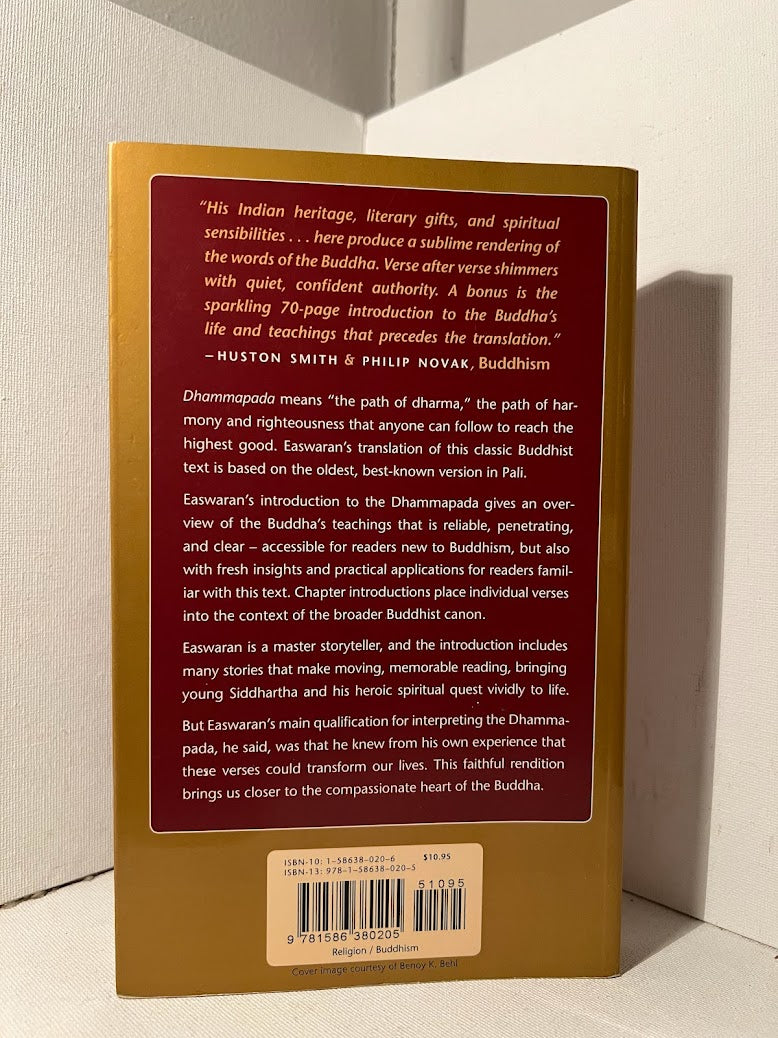 “His Indian heritage, literary gifts, and spiritual
sensibilities . . . here produce a sublime rendering of
the words of the Buddha. Verse after verse shimmers
with quiet, confident authority. A bonus is the
sparkling 70-page introduction to the Buddha’s
life and teachings that precedes the translation.”
–HUSTON SMITH & PHILIP NOVAK, Buddhism
Dhammapada means “the path of dharma,” the path of har-
mony and righteousness that anyone can follow to reach the
highest good. Easwaran’s translation of this classic Buddhist
text is based on the oldest, best-known version in Pali.
Easwaran’s introduction to the Dhammapada gives an over-
view of the Buddha’s teachings that is reliable, penetrating,
and clear – accessible for readers new to Buddhism, but also
with fresh insights and practical applications for readers famil-
iar with this text. Chapter introductions place individual verses
into the context of the broader Buddhist canon.
Easwaran is a master storyteller, and the introduction includes
many stories that make moving, memorable reading, bringing
young Siddhartha and his heroic spiritual quest vividly to life.
But Easwaran’s main qualification for interpreting the Dhamma-
pada, he said, was that he knew from his own experience that
these verses could transform our lives. This faithful rendition
brings us closer to the compassionate heart of the Buddha.
ISBN-10: 1-58638-020-6 $10.95
ISBN-13: 978-1-58638-020-5
51095
9 781586 380205
Religion / Buddhism
Cover image courtesy of Benoy K. Behl